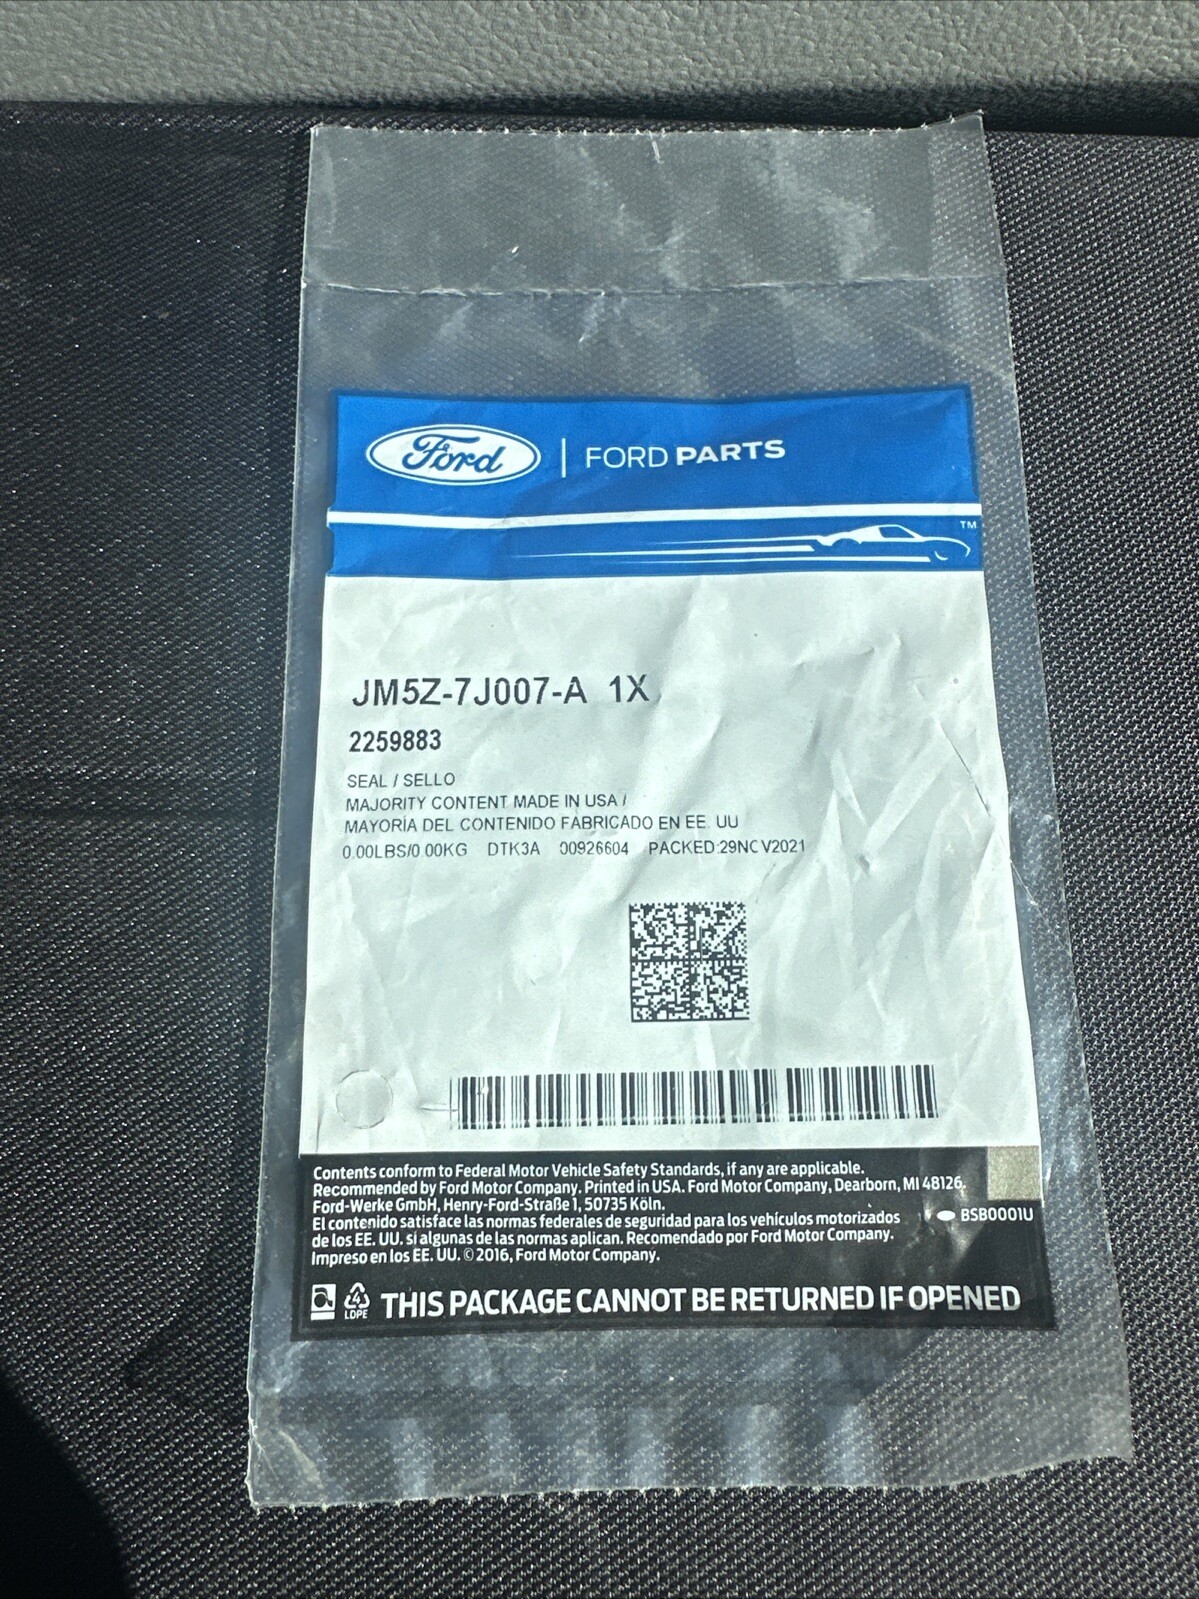 Ford | FORD PARTS
TM
JM5Z-7J007-A 1X
2259883
SEAL / SELLO
MAJORITY CONTENT MADE IN USA /
MAYORÍA DEL CONTENIDO FABRICADO EN EE. UU
0.00LBS/0.00KG DTK3A 00926604 PACKED:29NOV2021
Contents conform to Federal Motor Vehicle Safety Standards, if any are applicable.
Recommended by Ford Motor Company. Printed in USA. Ford Motor Company, Dearborn, MI 48126.
Ford-Werke GmbH, Henry-Ford-Straße 1, 50735 Köln.
El contenido satisface las normas federales de seguridad para los vehículos motorizados
de los EE. UU. si algunas de las normas aplican. Recomendado por Ford Motor Company.
Impreso en los EE. UU. © 2016, Ford Motor Company.
BSB0001U
4
LDPE
THIS PACKAGE CANNOT BE RETURNED IF OPENED